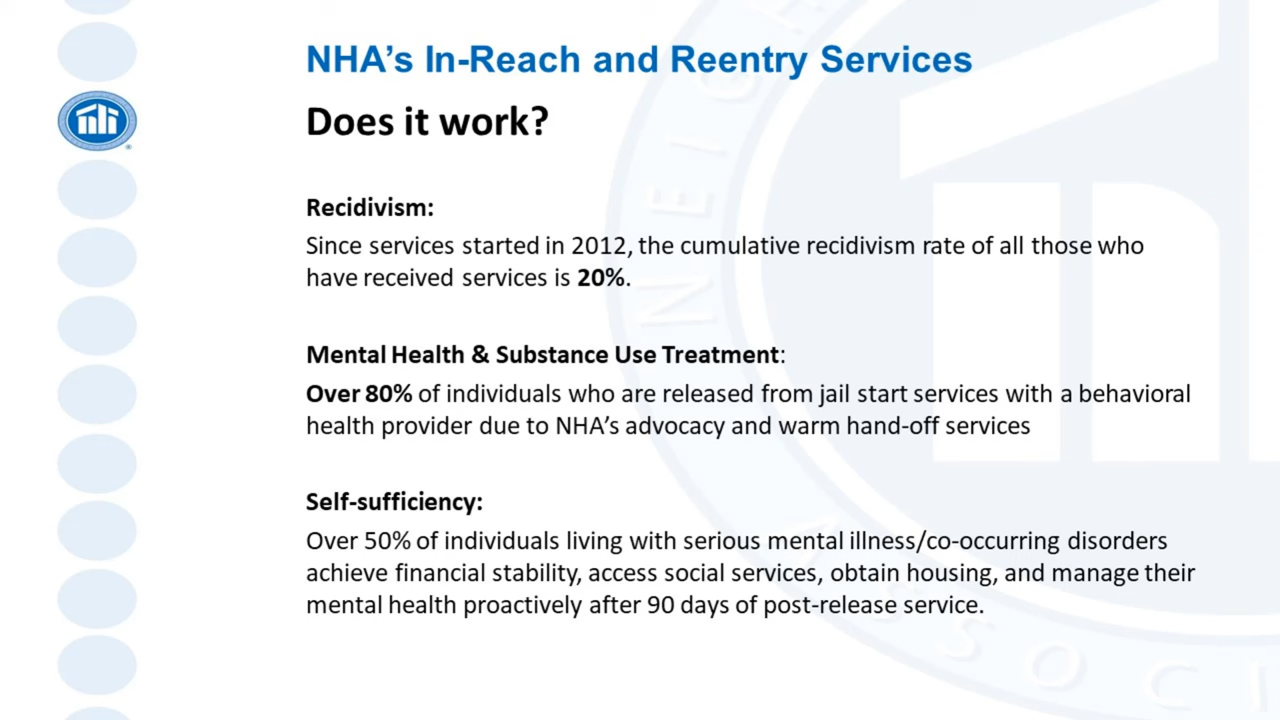 NHA's In-Reach and Reentry Services
Does it work?
Recidivism:
Since services started in 2012, the cumulative recidivism rate of all those who
have received services is 20%.
Mental Health & Substance Use Treatment:
Over 80% of individuals who are released from jail start services with a behavioral
health provider due to NHA's advocacy and warm hand-off services
Self-sufficiency:
Over 50% of individuals living with serious mental illness/co-occurring disorders
achieve financial stability, access social services, obtain housing, and manage their
mental health proactively after 90 days of post-release service.